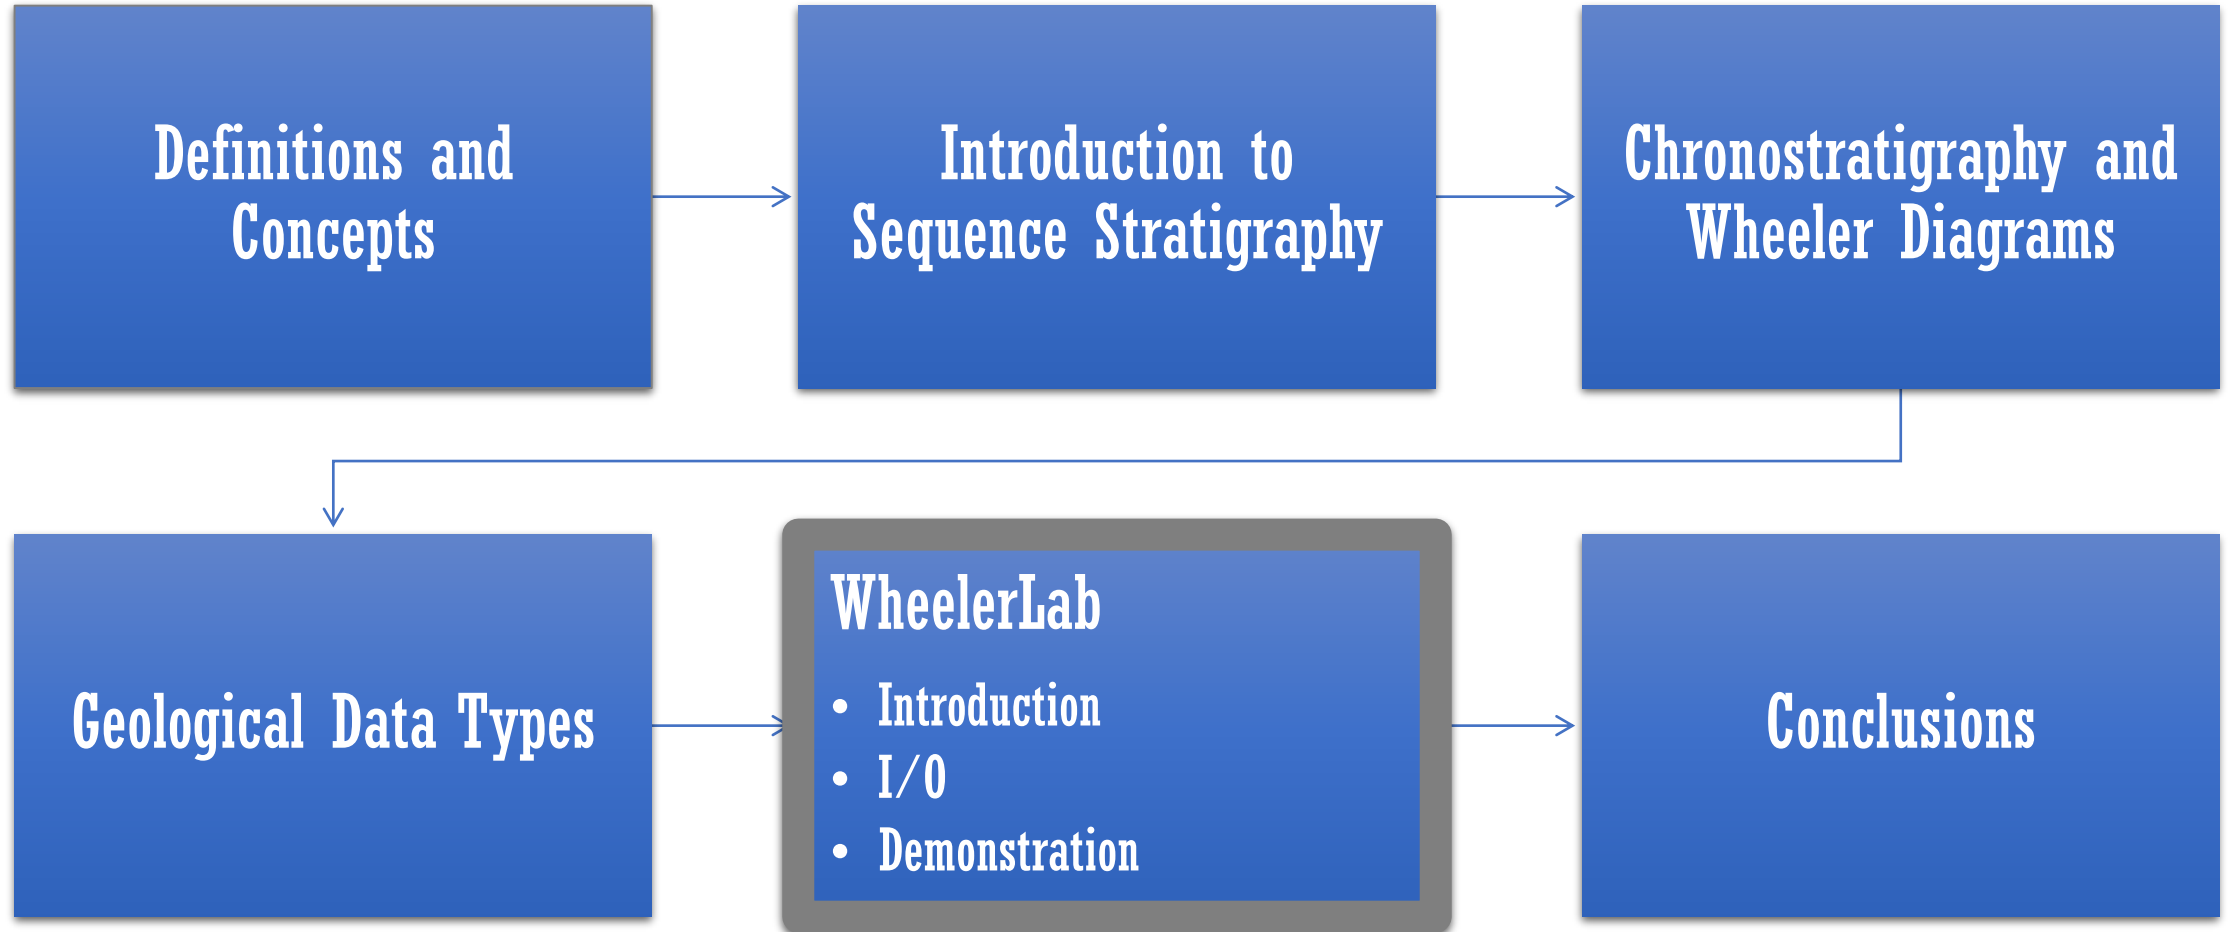 Definitions and
Concepts
Introduction to
Sequence Stratigraphy
Chronostratigraphy and
Wheeler Diagrams
Geological Data Types
WheelerLab
• Introduction
• I/O
• Demonstration
Conclusions